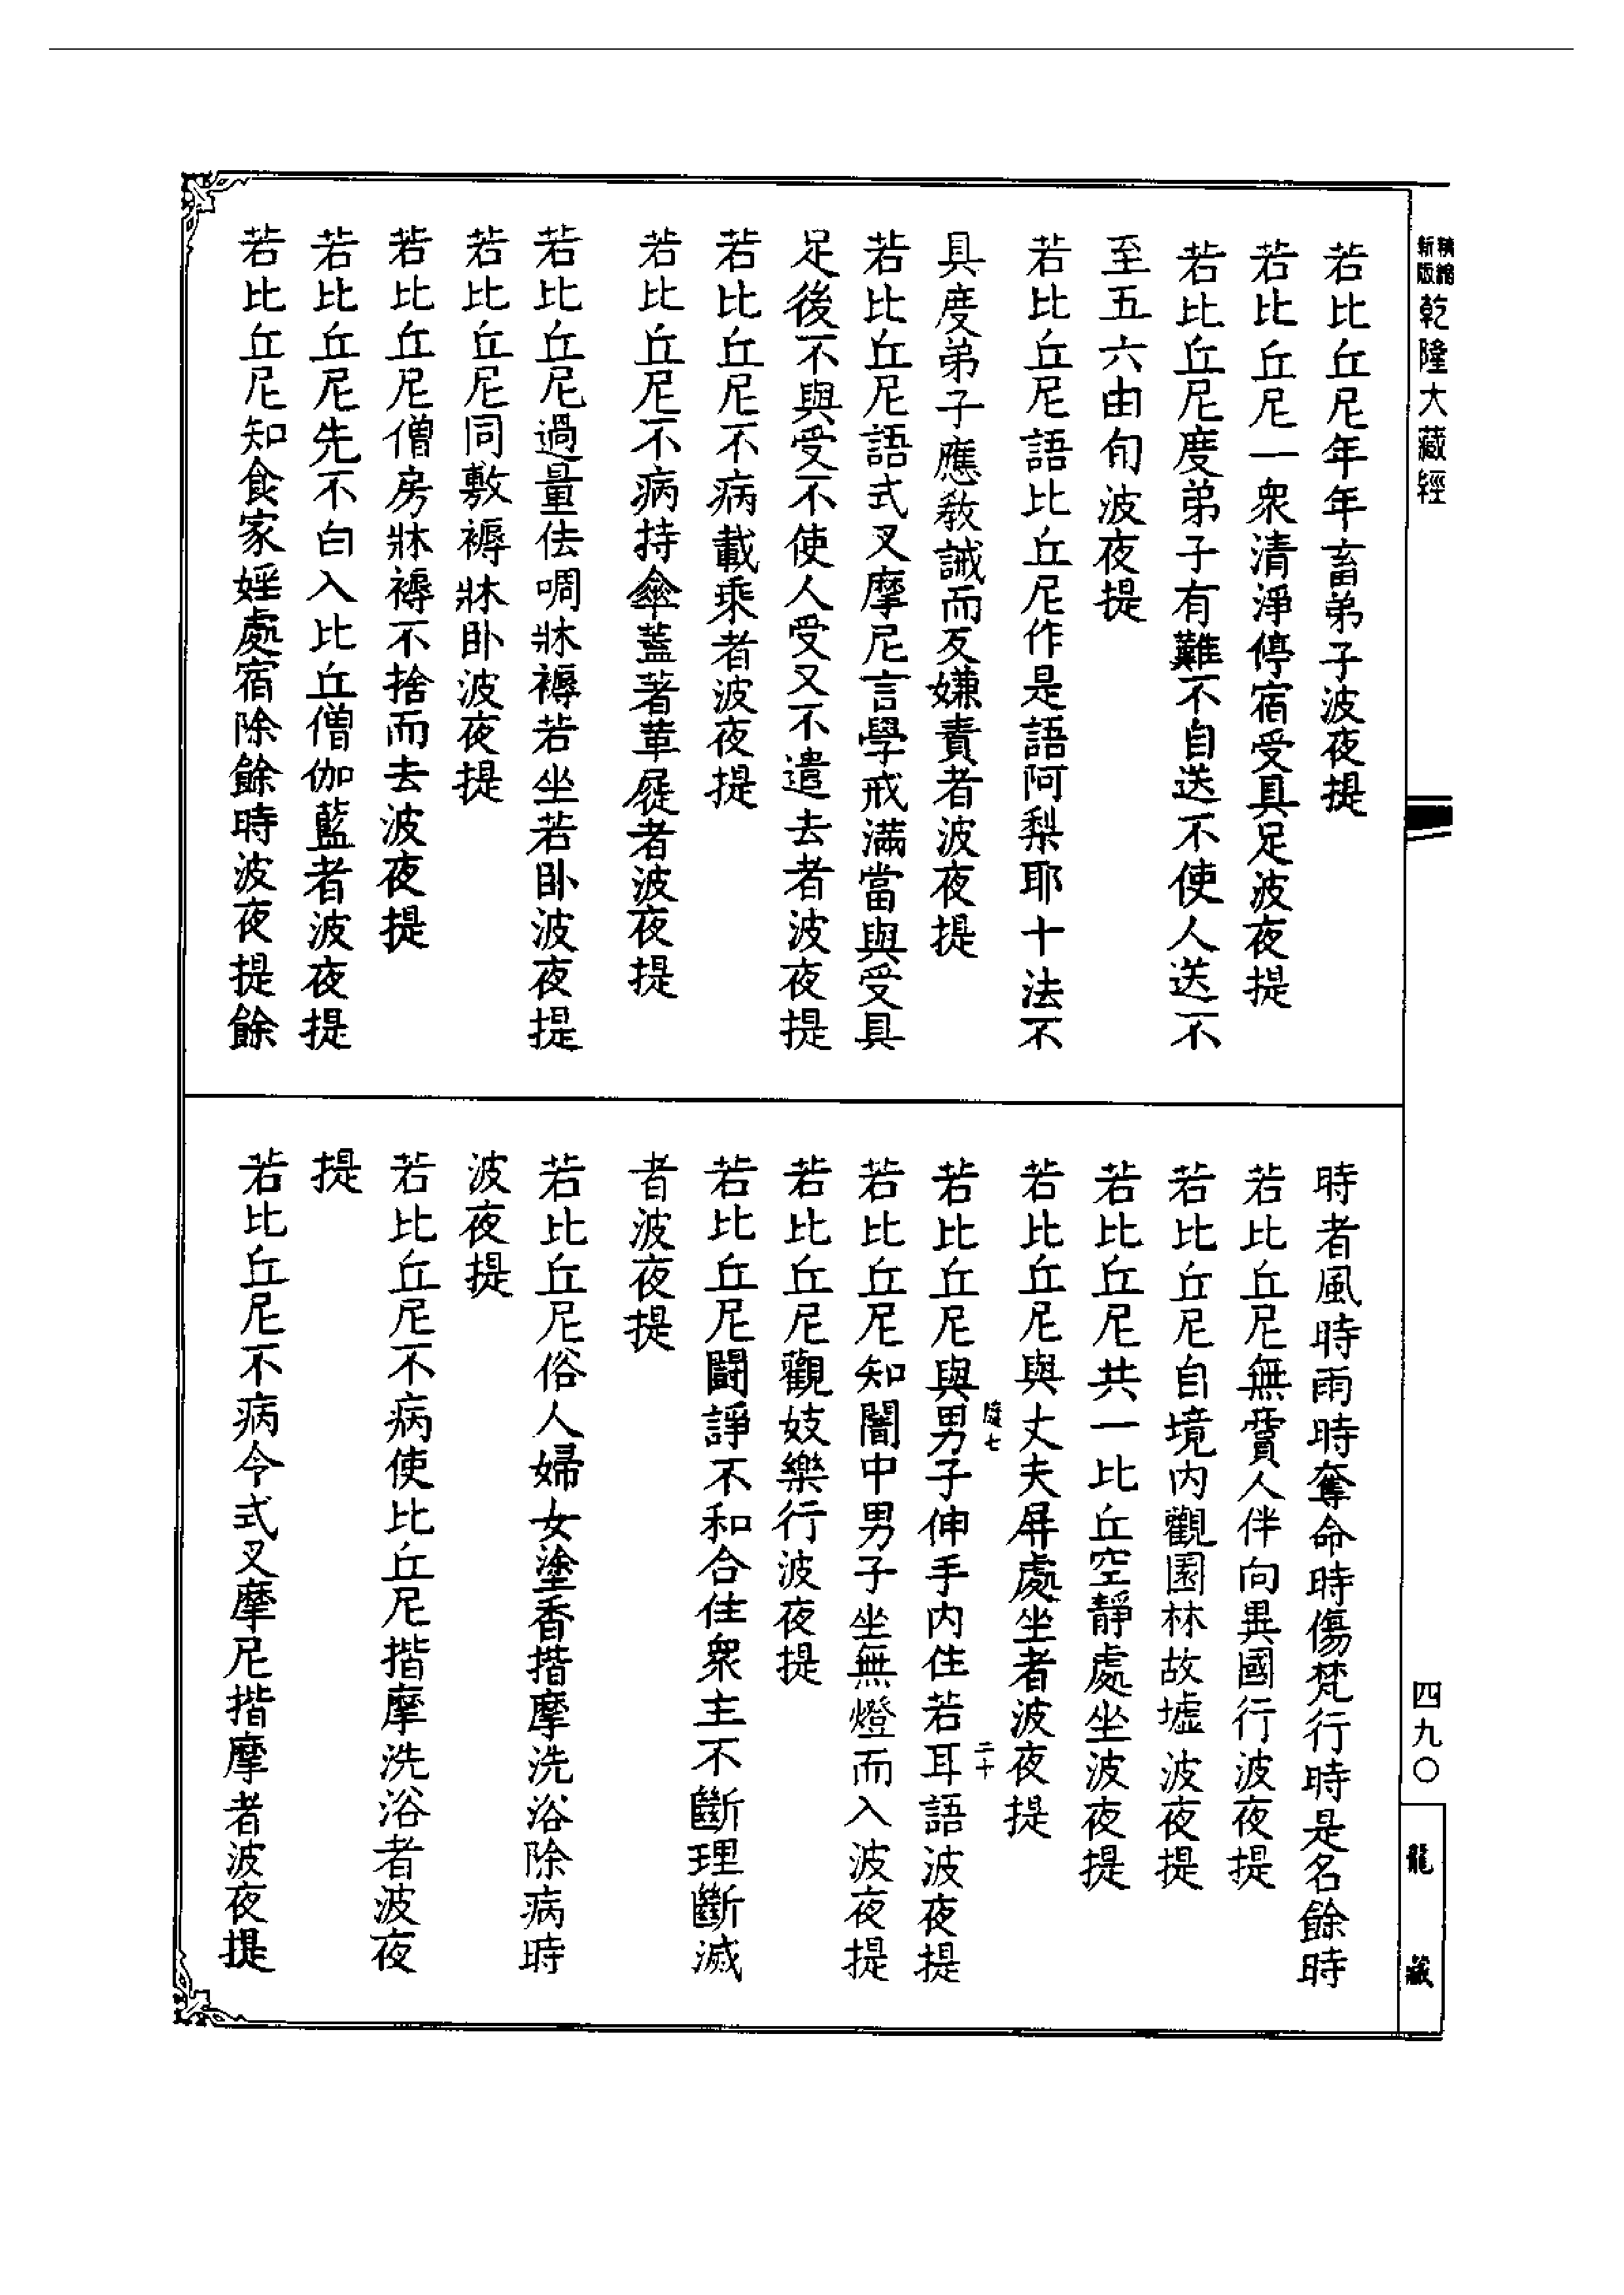 精縮新版乾隆大藏經
四九〇
龍藏
若比丘尼年年畜弟子波夜提
若比丘尼一衆清淨停宿受具足波夜提
若比丘尼度弟子有難不自送不使人送不
至五六由旬波夜提
若比丘尼語比丘尼作是語阿梨耶十法不
具度弟子應教誡而反嫌責者波夜提
若比丘尼語式叉摩尼言學戒滿當與受具
足後不與受不使人受又不遣去者波夜提
若比丘尼不病載乘者波夜提
若比丘尼不病持傘蓋著革屣者波夜提
若比丘尼過量佉啁牀褥若坐若卧波夜提
若比丘尼同敷褥牀卧波夜提
若比丘尼僧房牀褥不捨而去波夜提
若比丘尼先不白入比丘僧伽藍者波夜提
若比丘尼知食家婬處宿除餘時波夜提餘
時者風時雨時奪命時傷梵行時是名餘時
若比丘尼無賨人伴向異國行波夜提
若比丘尼自境内觀園林故墟波夜提
若比丘尼共一比丘空靜處坐波夜提
若比丘尼與丈夫屏處坐者波夜提
若比丘尼與男子伸手内住若耳語波夜提
若比丘尼知闇中男子坐無燈而入波夜提
若比丘尼觀妓樂行波夜提
若比丘尼鬭諍不和合住衆主不斷理斷滅
者波夜提
若比丘尼俗人婦女塗香揩摩洗浴除病時
波夜提
若比丘尼不病使比丘尼揩摩洗浴者波夜
提
若比丘尼不病令式叉摩尼揩摩者波夜提
二十